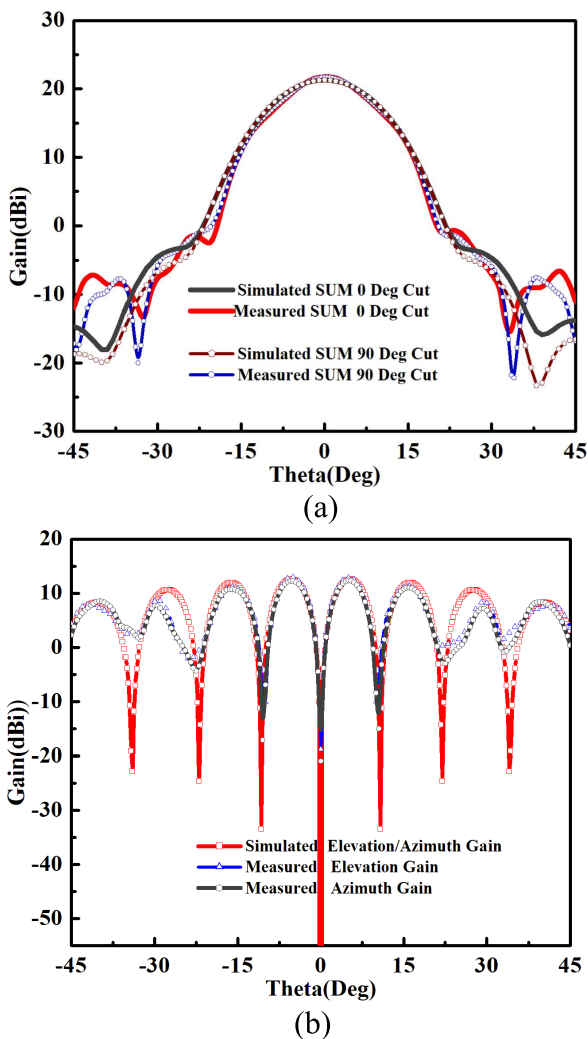 30
20
10
0
-10
-20
-30
Gain(dBi)
Simulated SUM 0 Deg Cut
Measured SUM 0 Deg Cut
Simulated SUM 90 Deg Cut
Measured SUM 90 Deg Cut
-45 -30 -15 0 15 30 45
Theta(Deg)
(a)
20
10
0
-10
-20
-30
-40
-50
Gain(dBi))
Simulated Elevation/Azimuth Gain
Measured Elevation Gain
Measured Azimuth Gain
-45 -30 -15 0 15 30 45
Theta(Deg)
(b)